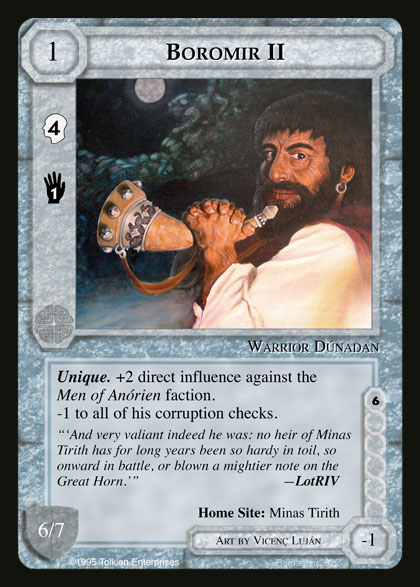 1
BOROMIR II
4
1
WARRIOR DÚNADAN
Unique. +2 direct influence against the
Men of Anórien faction.
-1 to all of his corruption checks.
6
“‘And very valiant indeed he was: no heir of Minas
Tirith has for long years been so hardy in toil, so
onward in battle, or blown a mightier note on the
Great Horn.’” —LotRIV
Home Site: Minas Tirith
6/7
ART BY VICENÇ LUJÁN
-1
©1995 Tolkien Enterprises